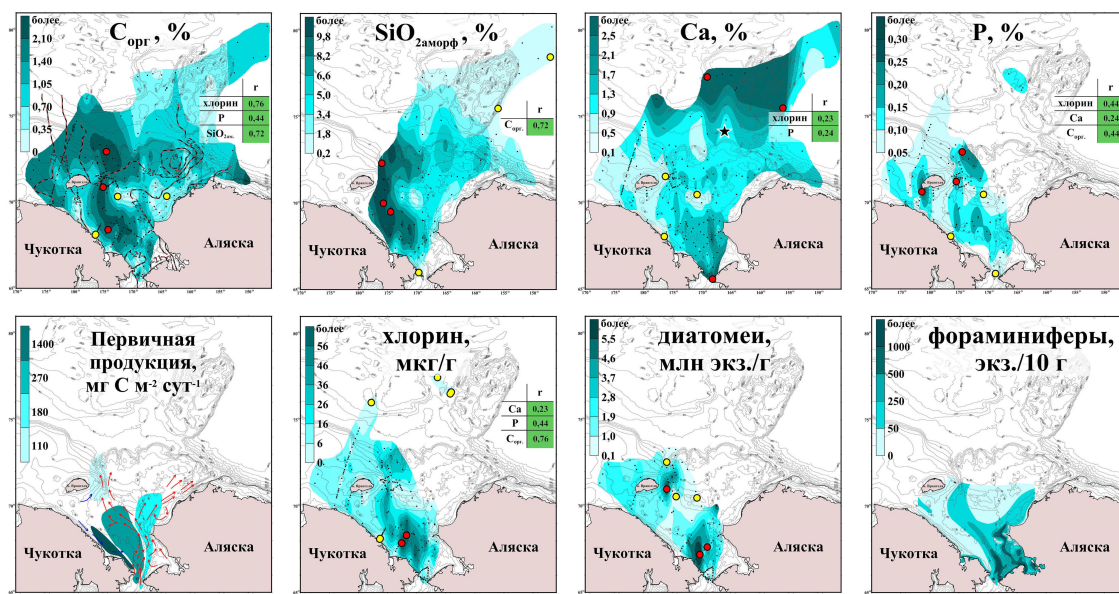 более
2,10
1,40
1,05
0,70
0,35
0
Cорг , %
r
хлорин 0,76
P 0,44
SiO2ам. 0,72
Чукотка
Аляска
более
9,8
8,2
6,6
5,0
3,4
1,8
0,2
SiO2аморф , %
r
Cорг. 0,72
Чукотка
Аляска
более
2,5
2,1
1,7
1,3
0,9
0,5
0,1
Ca, %
r
хлорин 0,23
P 0,24
Чукотка
Аляска
более
0,30
0,20
0,15
0,10
0,05
0
P, %
r
хлорин 0,44
Ca 0,24
Cорг. 0,44
Чукотка
Аляска
1400
270
180
110
Первичная
продукция,
мг С м-2 сут-1
Чукотка
Аляска
более
56
46
36
26
16
6
0
хлорин,
мкг/г
r
Ca 0,23
P 0,44
Cорг. 0,76
Чукотка
Аляска
более
5,5
4,6
3,7
2,8
1,9
1,0
0,1
диатомеи,
млн экз./г
Чукотка
Аляска
более
1000
500
250
50
0
фораминиферы,
экз./10 г
Чукотка
Аляска